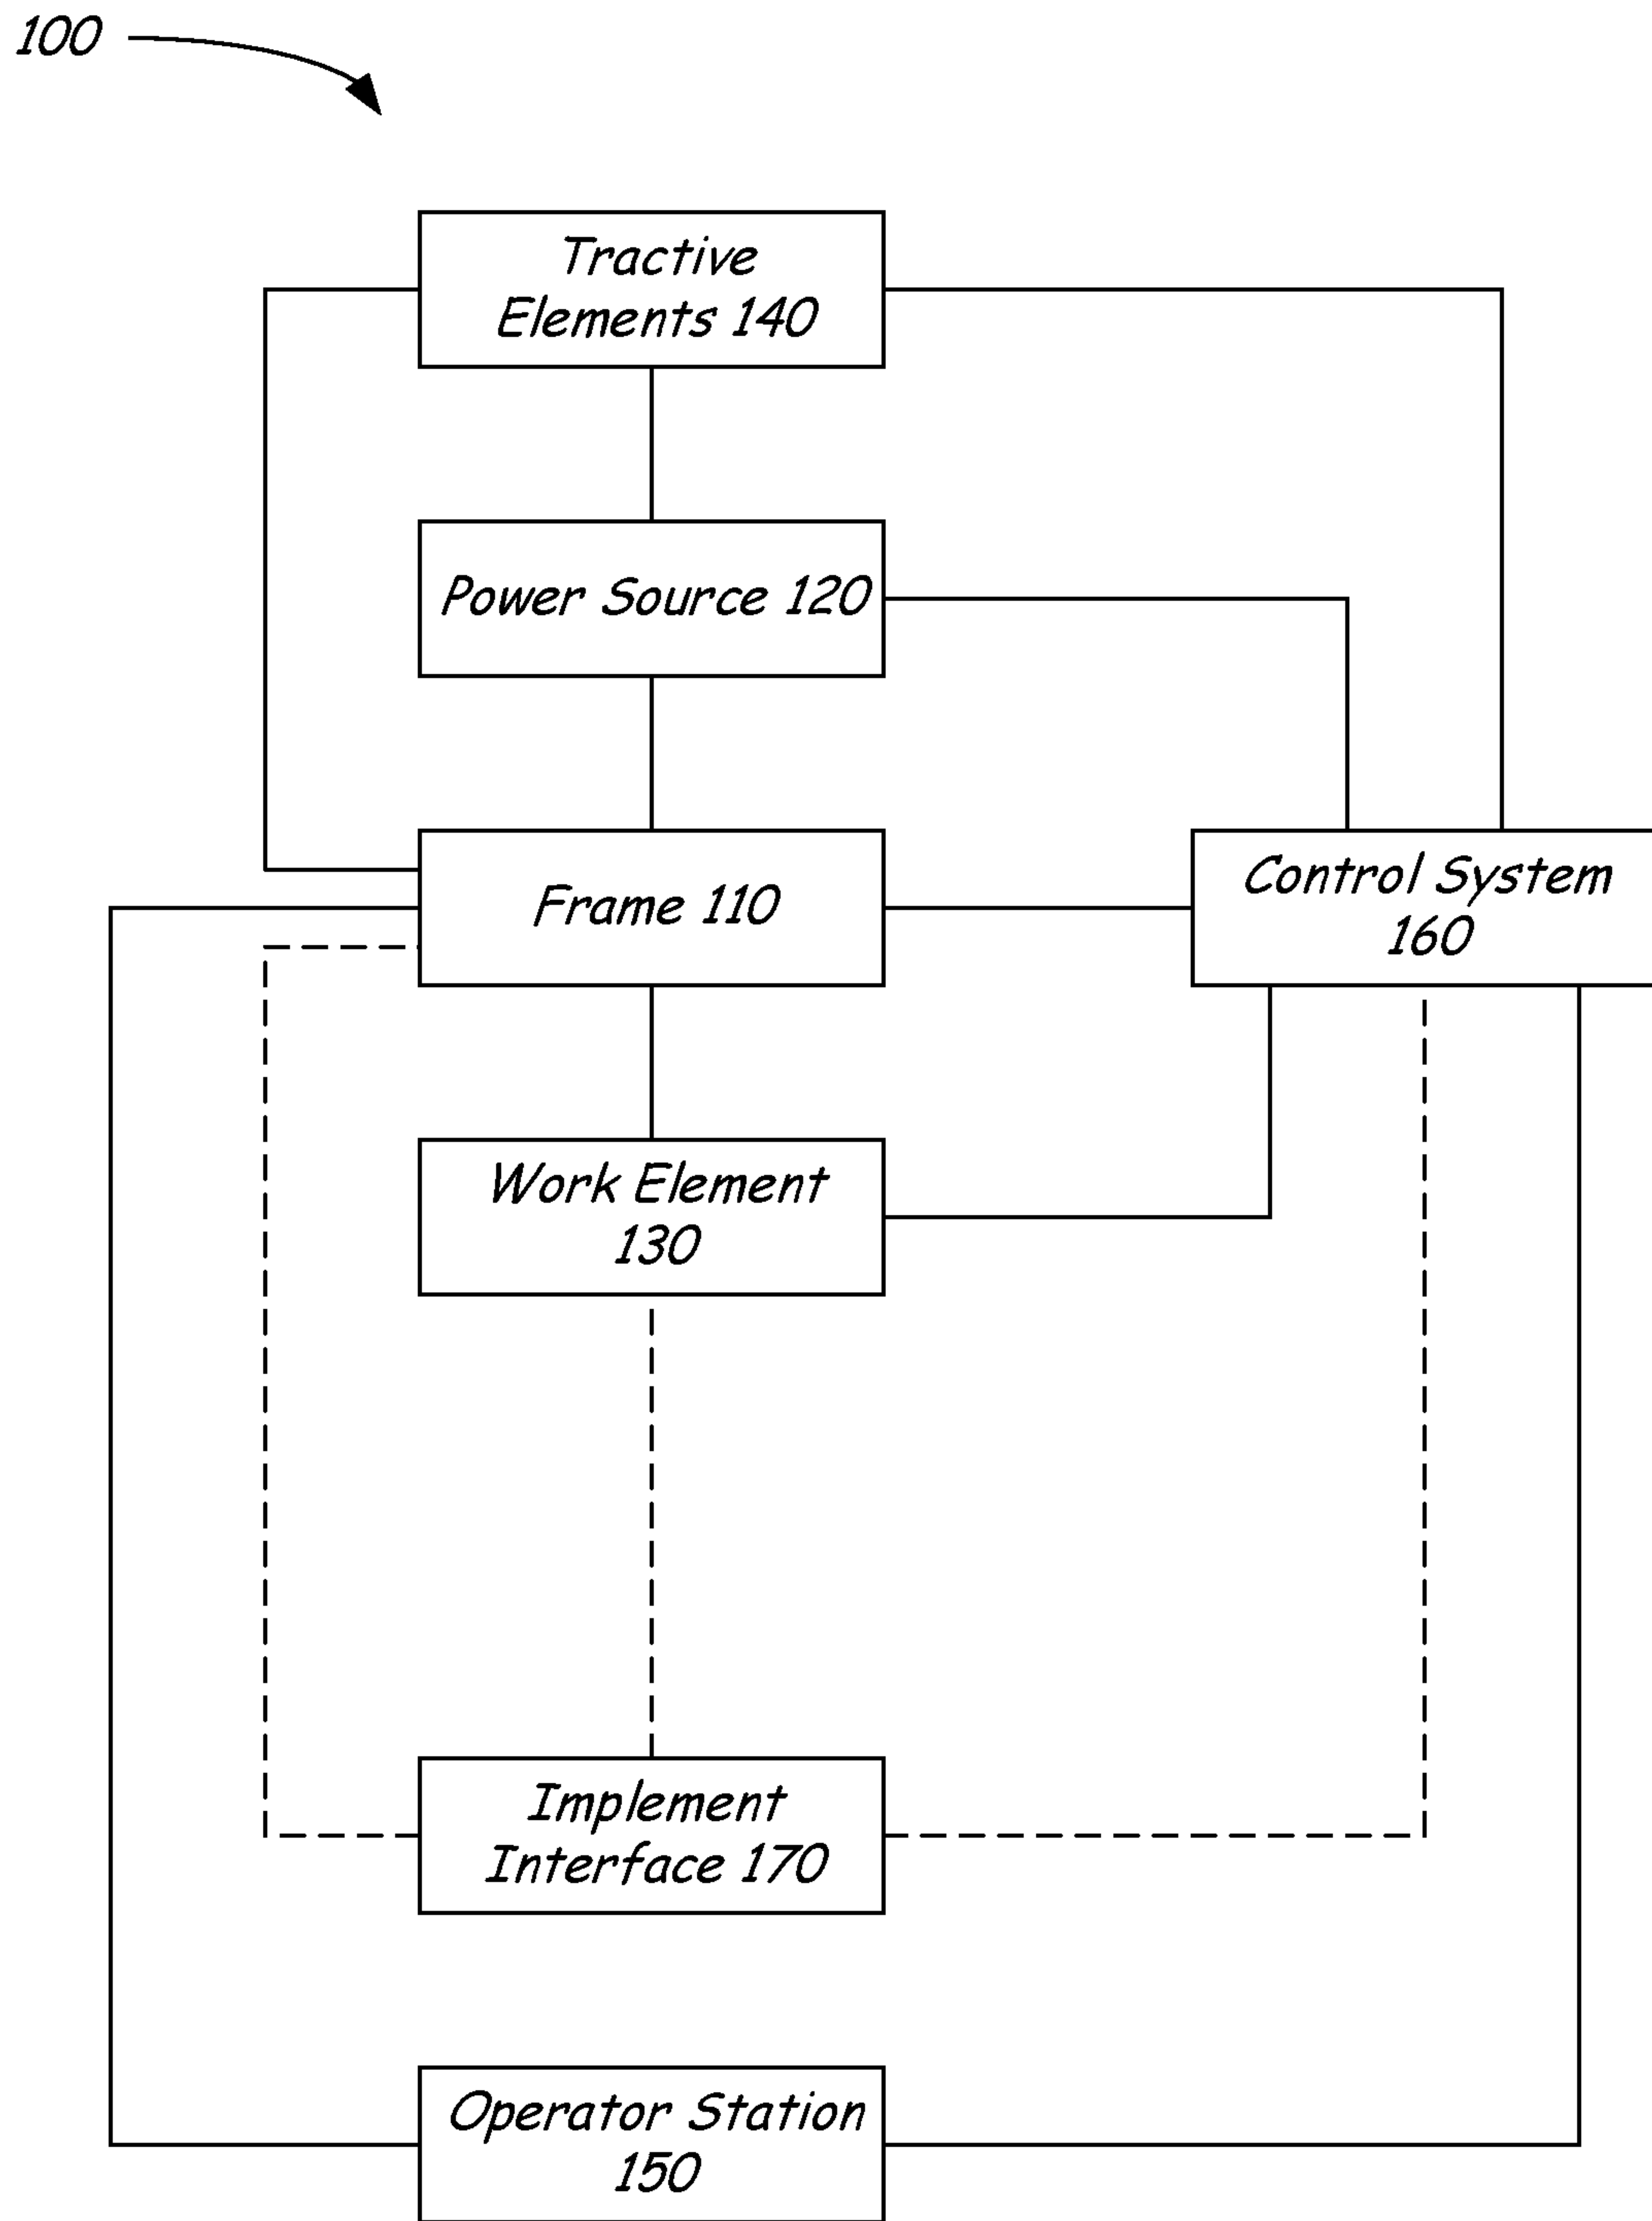 100
Tractive
Elements 140
Power Source 120
Frame 110
Control System
160
Work Element
130
Implement
Interface 170
Operator Station
150